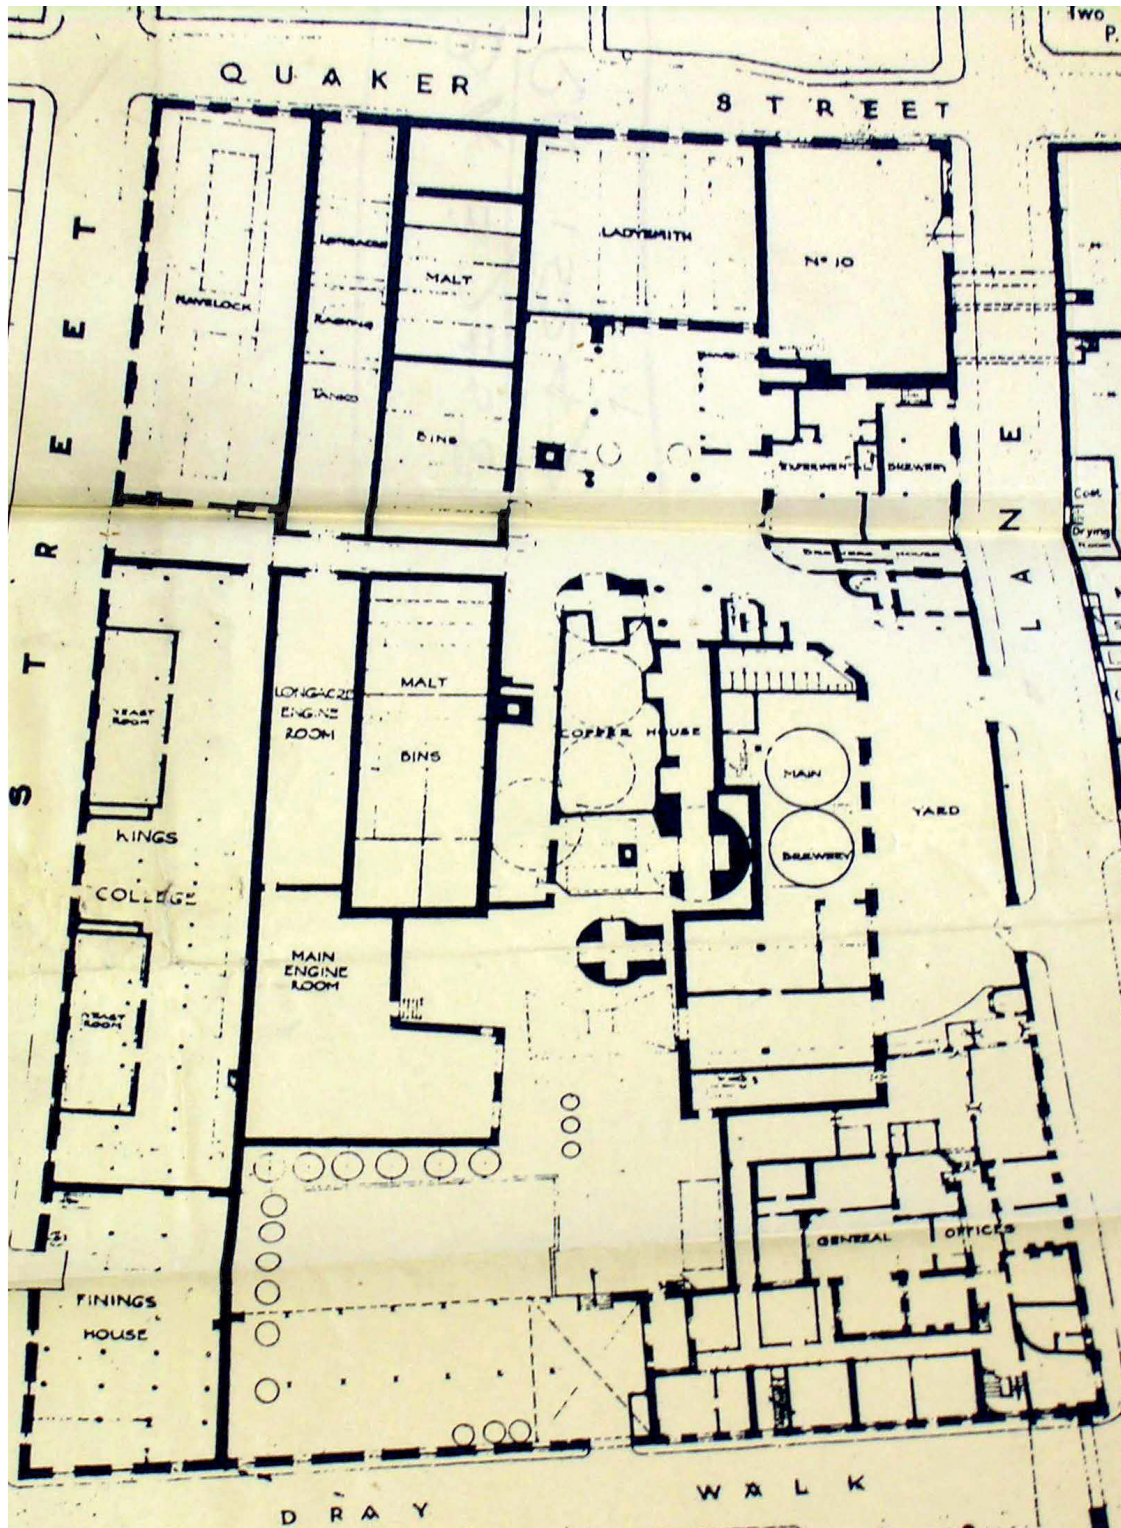 QUAKER STREET
TWO
P.
STREET
HAVELOCK
LONGACRE
RACKING
TANKS
MALT
BINS
LADYSMITH
No 10
EXPERIMENTAL BREWERY
BREWERS HOUSE
LANE
Drying
YEAST
ROOM
KINGS
COLLEGE
YEAST
ROOM
LONGACRE
ENGINE
ROOM
MALT
BINS
COPPER HOUSE
MAIN
BREWERY
YARD
MAIN
ENGINE
ROOM
GENERAL OFFICES
FININGS
HOUSE
DRAY WALK